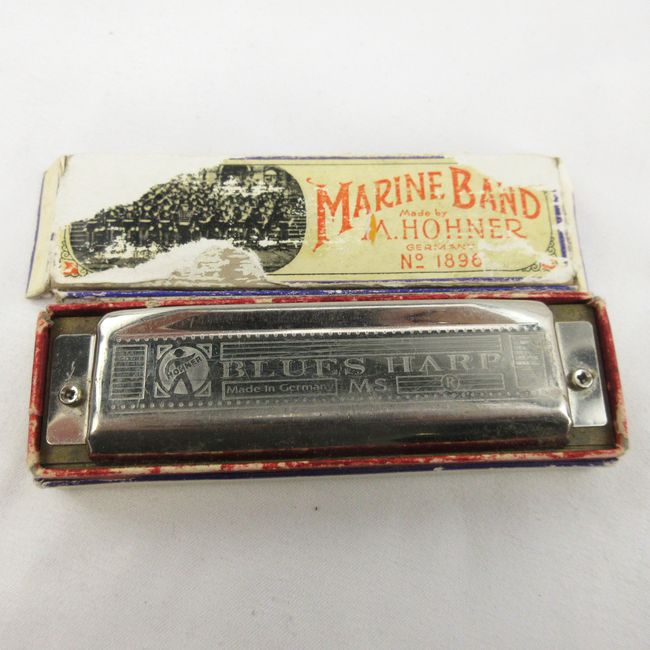 MARINE BAND
Made by
M. HOHNER
GERMANY
Nº 1896
HOHNER
BLUES HARP
Made in Germany MS ®